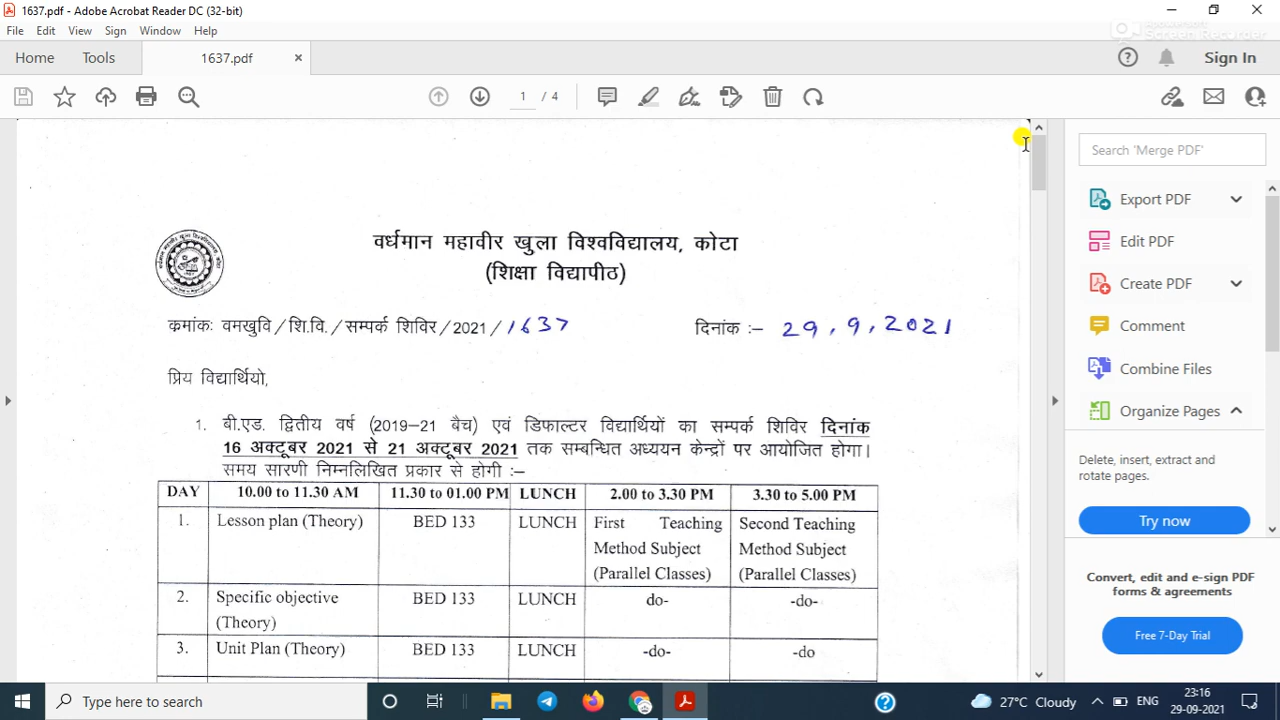 1637.pdf - Adobe Acrobat Reader DC (32-bit)
File Edit View Sign Window Help
Home Tools 1637.pdf × Sign In
1 / 4
Search 'Merge PDF'
Export PDF
Edit PDF
Create PDF
Comment
Combine Files
Organize Pages
Delete, insert, extract and
rotate pages.
Try now
Convert, edit and e-sign PDF
forms & agreements
Free 7-Day Trial
वर्धमान महावीर खुला विश्वविद्यालय, कोटा
(शिक्षा विद्यापीठ)
क्रमांकः वमखुवि/शि.वि./सम्पर्क शिविर/2021/1637 दिनांक :– 29.9.2021
प्रिय विद्यार्थियो,
1. बी.एड. द्वितीय वर्ष (2019–21 बैच) एवं डिफाल्टर विद्यार्थियों का सम्पर्क शिविर दिनांक
16 अक्टूबर 2021 से 21 अक्टूबर 2021 तक सम्बन्धित अध्ययन केन्द्रों पर आयोजित होगा।
समय सारणी निम्नलिखित प्रकार से होगी :–
DAY 10.00 to 11.30 AM 11.30 to 01.00 PM LUNCH 2.00 to 3.30 PM 3.30 to 5.00 PM
1. Lesson plan (Theory) BED 133 LUNCH First Teaching Second Teaching
Method Subject Method Subject
(Parallel Classes) (Parallel Classes)
2. Specific objective BED 133 LUNCH do- -do-
(Theory)
3. Unit Plan (Theory) BED 133 LUNCH -do- -do
Type here to search
27°C Cloudy ENG 23:16
29-09-2021